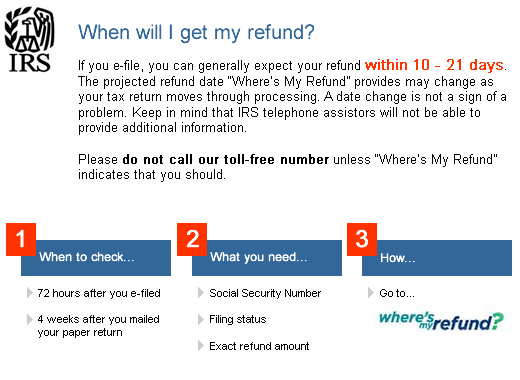 IRS
When will I get my refund?
If you e-file, you can generally expect your refund within 10 - 21 days.
The projected refund date "Where's My Refund" provides may change as
your tax return moves through processing. A date change is not a sign of a
problem. Keep in mind that IRS telephone assistors will not be able to
provide additional information.
Please do not call our toll-free number unless "Where's My Refund"
indicates that you should.
1
When to check...
72 hours after you e-filed
4 weeks after you mailed
your paper return
2
What you need...
Social Security Number
Filing status
Exact refund amount
3
How...
Go to...
where's
my refund?